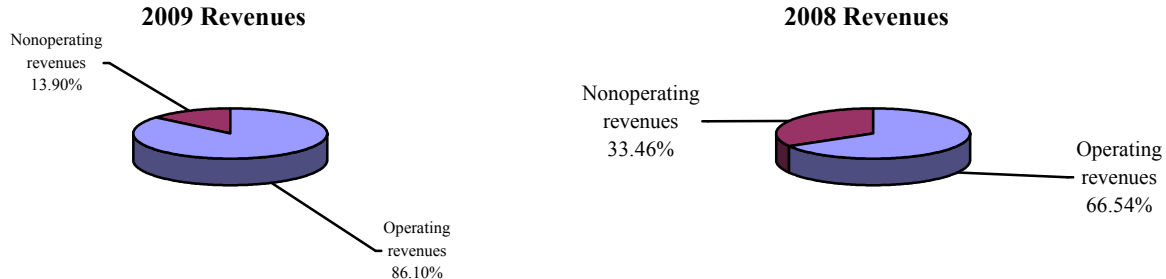 2009 Revenues
Nonoperating
revenues
13.90%
Operating
revenues
86.10%
2008 Revenues
Nonoperating
revenues
33.46%
Operating
revenues
66.54%